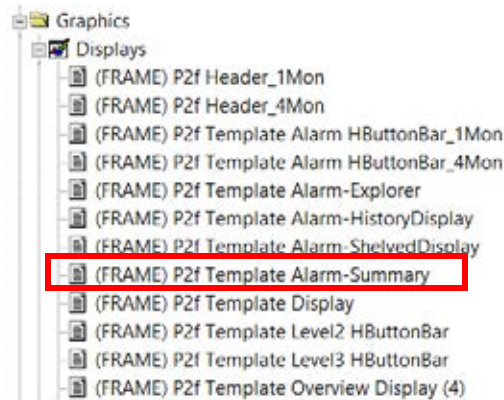 Graphics
Displays
(FRAME) P2f Header_1Mon
(FRAME) P2f Header_4Mon
(FRAME) P2f Template Alarm HButtonBar_1Mon
(FRAME) P2f Template Alarm HButtonBar_4Mon
(FRAME) P2f Template Alarm-Explorer
(FRAME) P2f Template Alarm-HistoryDisplay
(FRAME) P2f Template Alarm-ShelvedDisplay
(FRAME) P2f Template Alarm-Summary
(FRAME) P2f Template Display
(FRAME) P2f Template Level2 HButtonBar
(FRAME) P2f Template Level3 HButtonBar
(FRAME) P2f Template Overview Display (4)